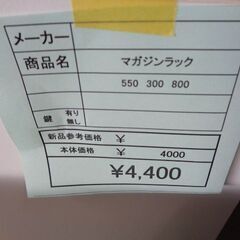 メーカー
商品名 マガジンラック
550 300 800
鍵 有り 無し
新品参考価格 ¥
本体価格 ¥ 4000
¥4,400